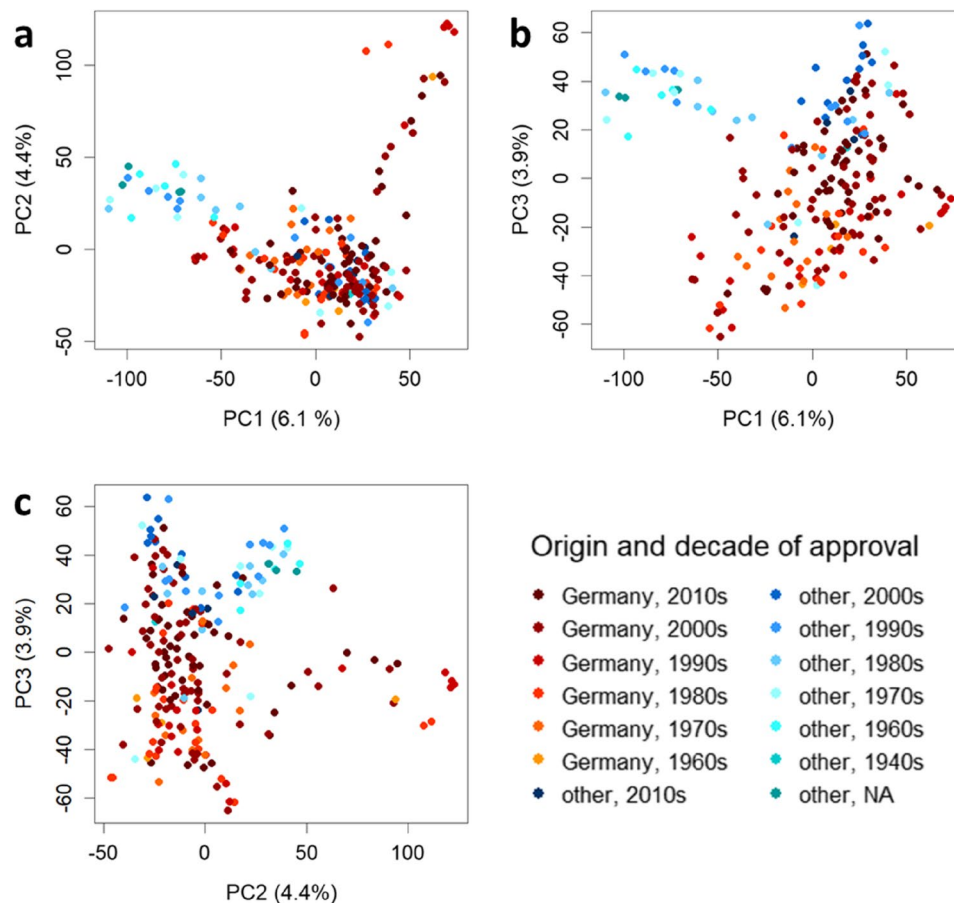 a
PC2 (4.4%)
100
50
0
-50
-100
-50
0
50
PC1 (6.1 %)
b
PC3 (3.9%)
60
40
20
0
-20
-40
-60
-100
-50
0
50
PC1 (6.1%)
c
PC3 (3.9%)
60
40
20
0
-20
-40
-60
-50
0
50
100
PC2 (4.4%)
Origin and decade of approval
Germany, 2010s
Germany, 2000s
Germany, 1990s
Germany, 1980s
Germany, 1970s
Germany, 1960s
other, 2010s
other, 2000s
other, 1990s
other, 1980s
other, 1970s
other, 1960s
other, 1940s
other, NA